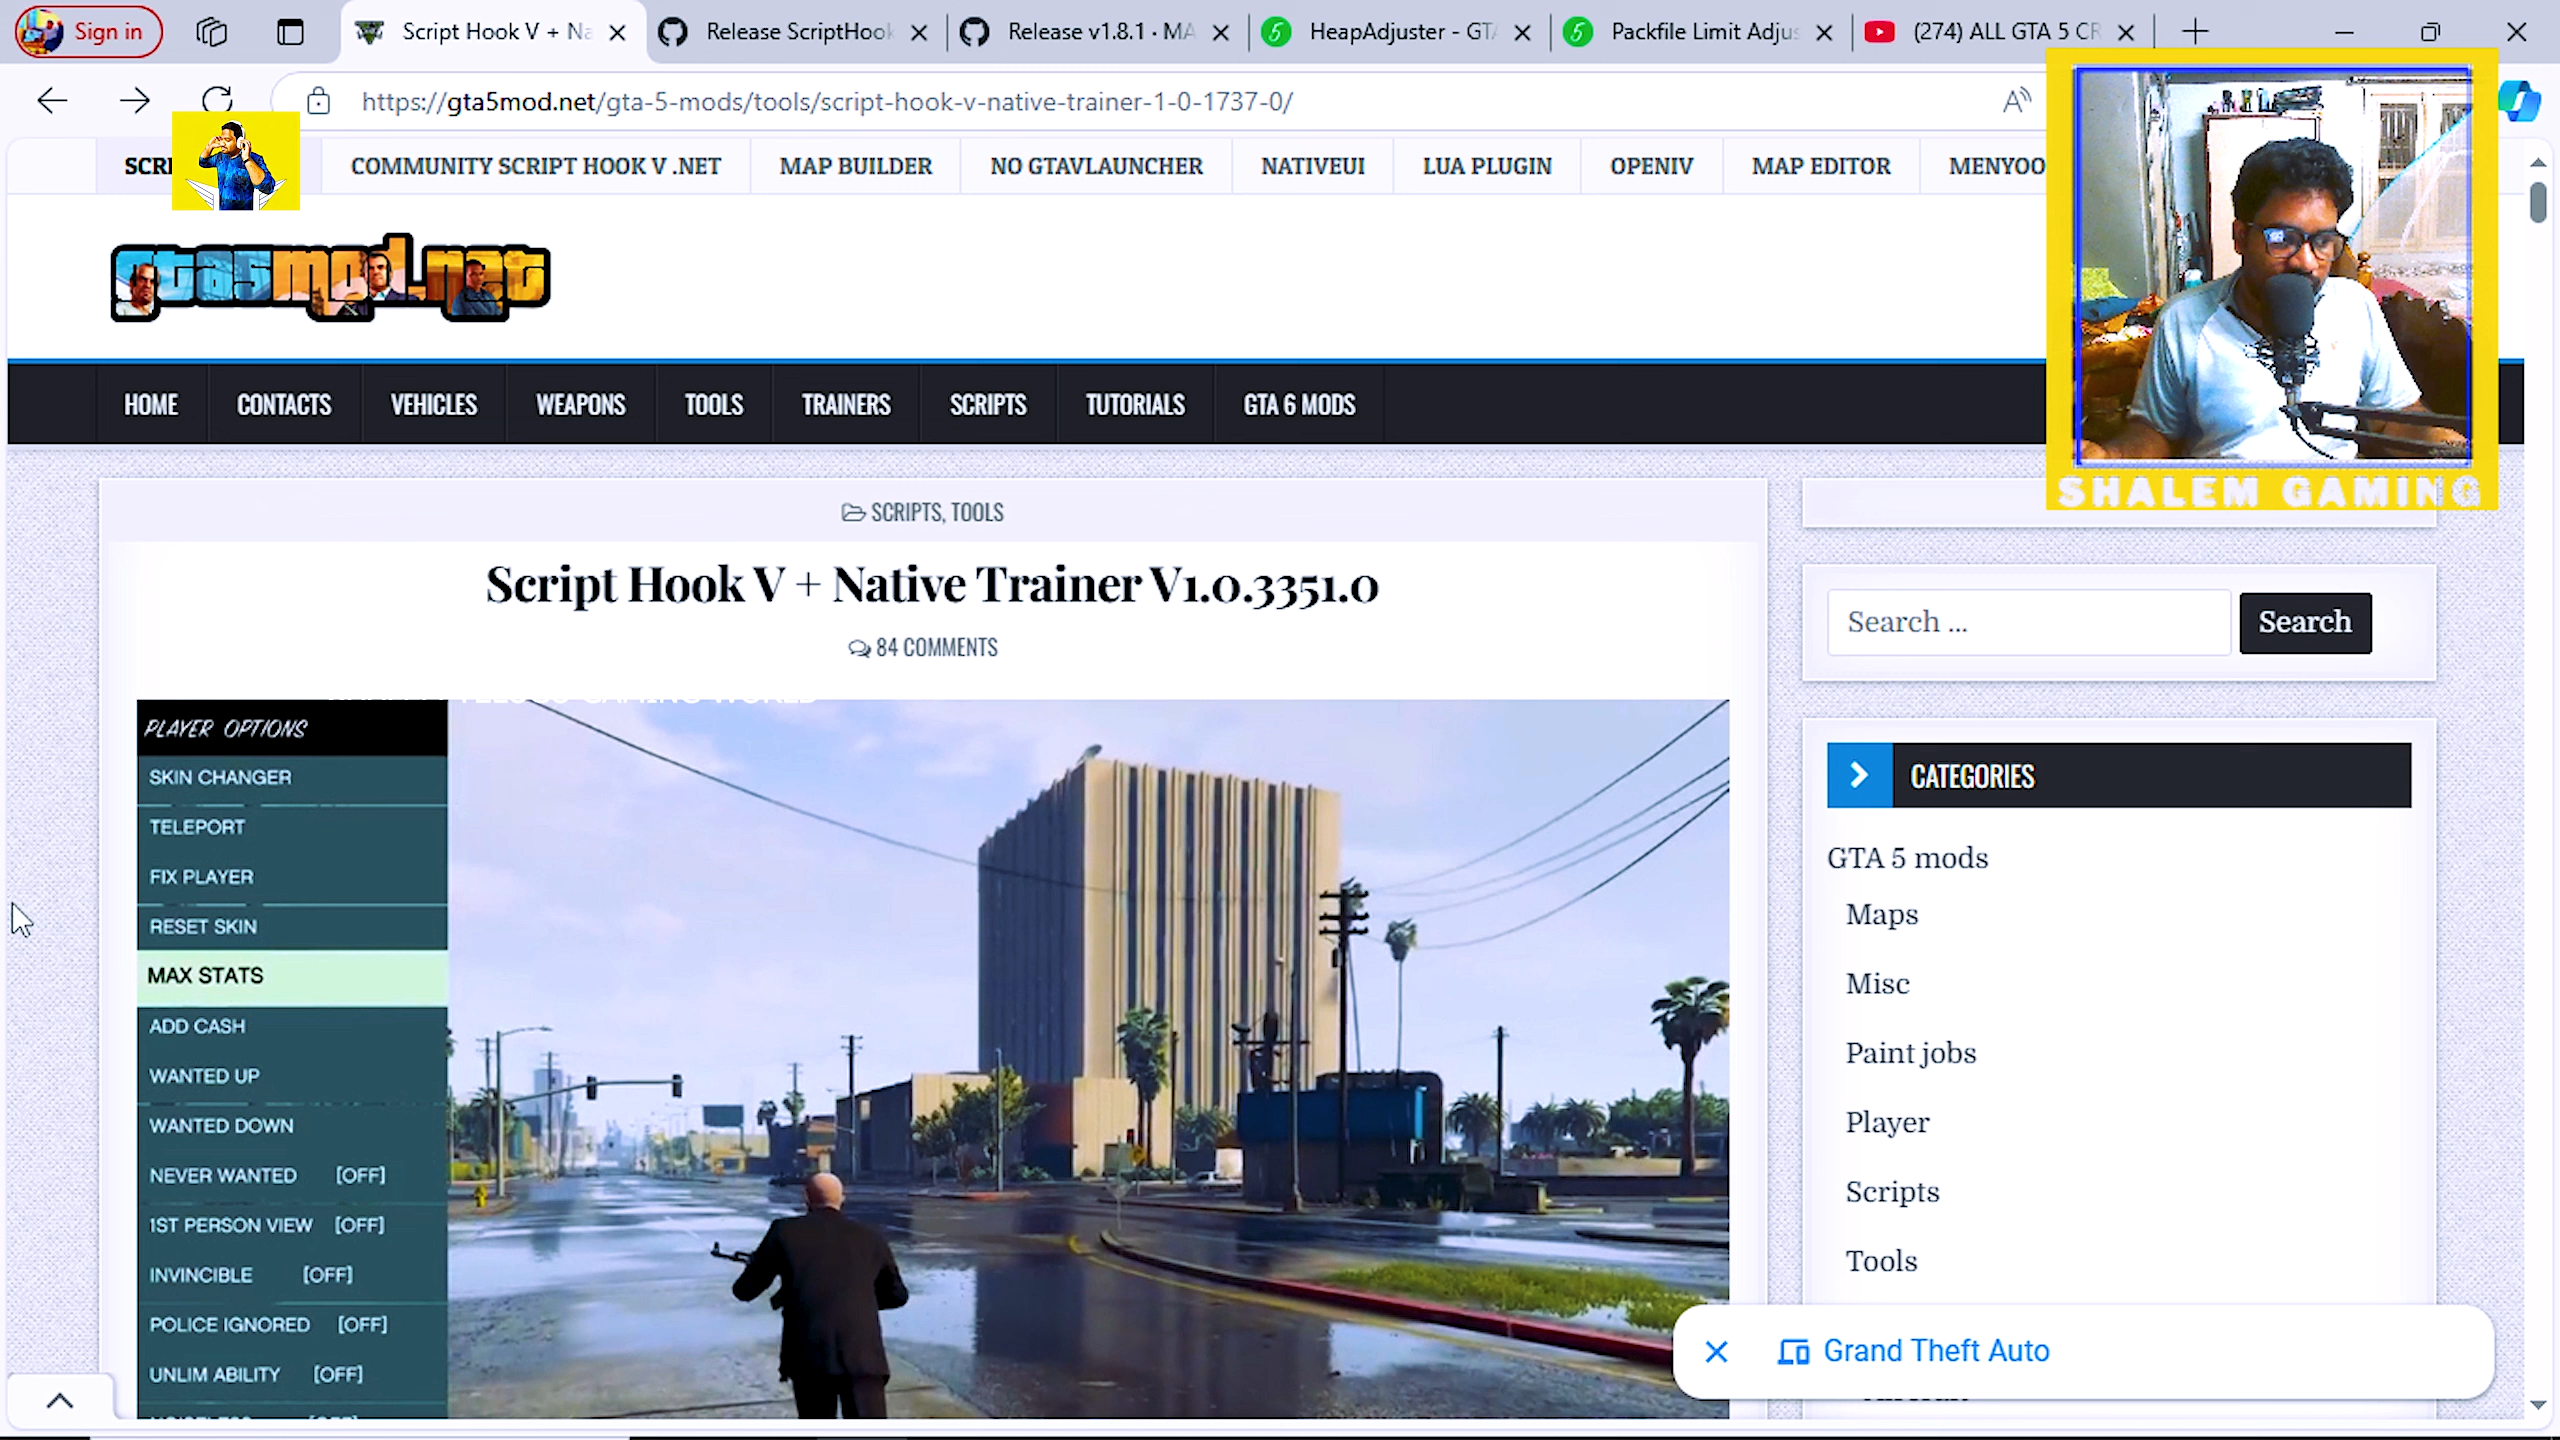 Sign in
Script Hook V + Na
Release ScriptHook
Release v1.8.1 · MA
HeapAdjuster - GT
Packfile Limit Adju
(274) ALL GTA 5 CR
https://gta5mod.net/gta-5-mods/tools/script-hook-v-native-trainer-1-0-1737-0/
SCRI
COMMUNITY SCRIPT HOOK V .NET
MAP BUILDER
NO GTAVLAUNCHER
NATIVEUI
LUA PLUGIN
OPENIV
MAP EDITOR
MENYOO
gta5mod.net
HOME
CONTACTS
VEHICLES
WEAPONS
TOOLS
TRAINERS
SCRIPTS
TUTORIALS
GTA 6 MODS
SHALEM GAMING
SCRIPTS, TOOLS
Script Hook V + Native Trainer V1.0.3351.0
84 COMMENTS
Search ...
Search
PLAYER OPTIONS
SKIN CHANGER
TELEPORT
FIX PLAYER
RESET SKIN
MAX STATS
ADD CASH
WANTED UP
WANTED DOWN
NEVER WANTED [OFF]
1ST PERSON VIEW [OFF]
INVINCIBLE [OFF]
POLICE IGNORED [OFF]
UNLIM ABILITY [OFF]
CATEGORIES
GTA 5 mods
Maps
Misc
Paint jobs
Player
Scripts
Tools
Grand Theft Auto